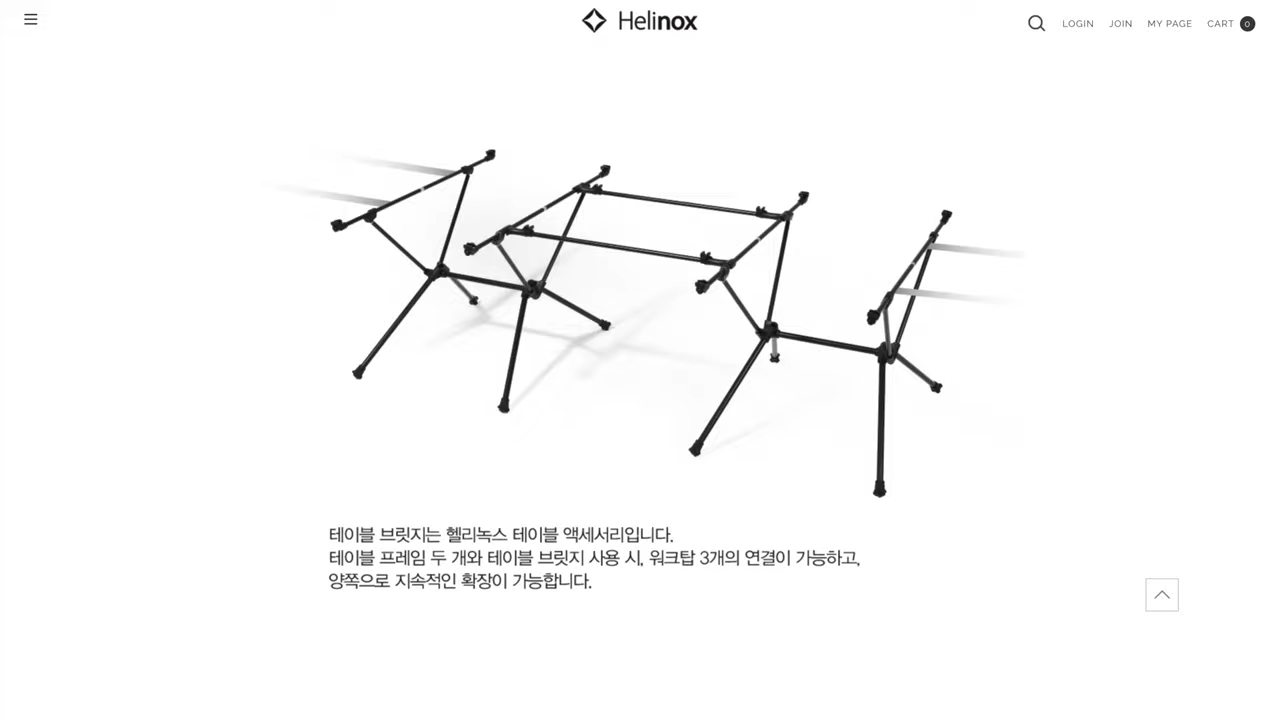 Helinox
LOGIN JOIN MY PAGE CART 0
테이블 브릿지는 헬리녹스 테이블 액세서리입니다.
테이블 프레임 두 개와 테이블 브릿지 사용 시, 워크탑 3개의 연결이 가능하고,
양쪽으로 지속적인 확장이 가능합니다.